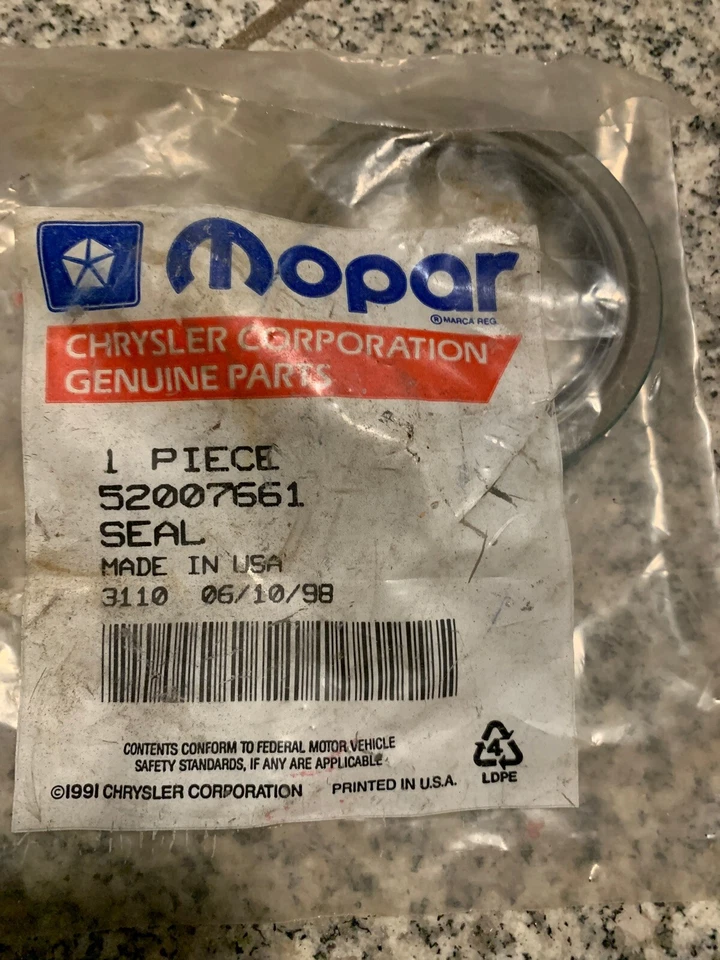 Mopar
® MARCA REG.
CHRYSLER CORPORATION
GENUINE PARTS
1 PIECE
52007661
SEAL
MADE IN USA
3110 06/10/98
CONTENTS CONFORM TO FEDERAL MOTOR VEHICLE
SAFETY STANDARDS, IF ANY ARE APPLICABLE
4
LDPE
©1991 CHRYSLER CORPORATION PRINTED IN U.S.A.